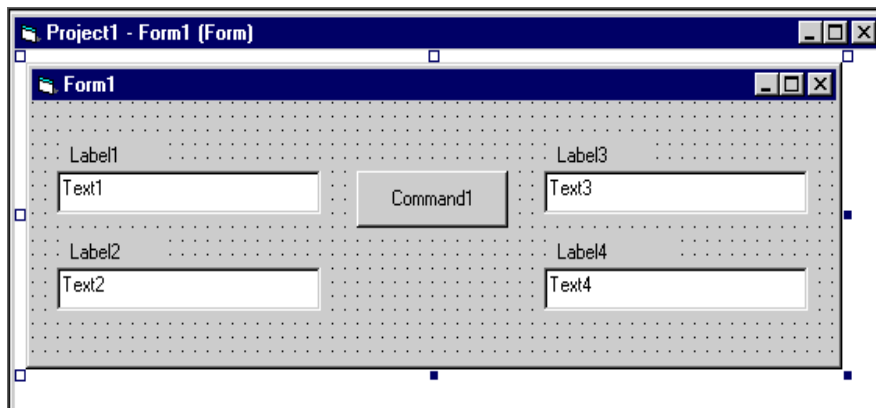 Project1 - Form1 (Form)
Form1
Label1
Label3
Text1
Command1
Text3
Label2
Label4
Text2
Text4